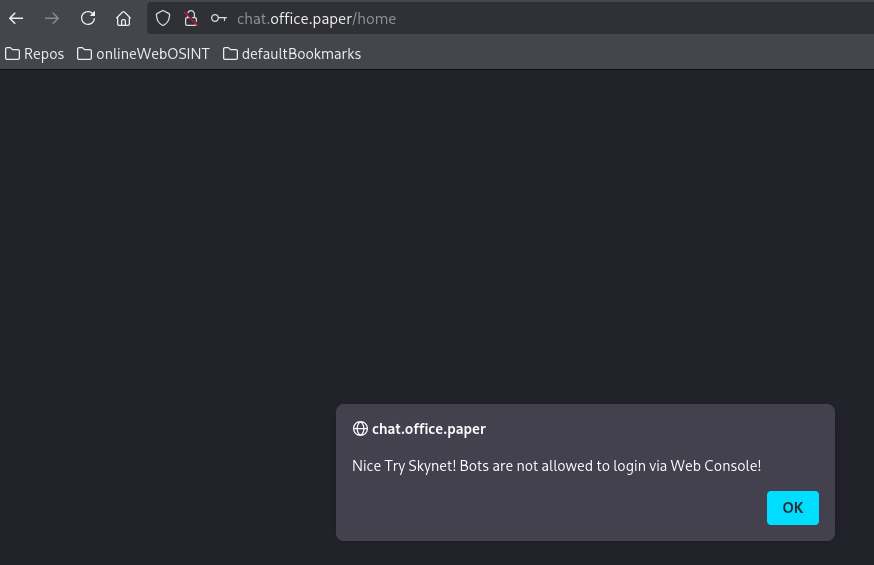 chat.office.paper/home
Repos onlineWebOSINT defaultBookmarks
chat.office.paper
Nice Try Skynet! Bots are not allowed to login via Web Console!
OK